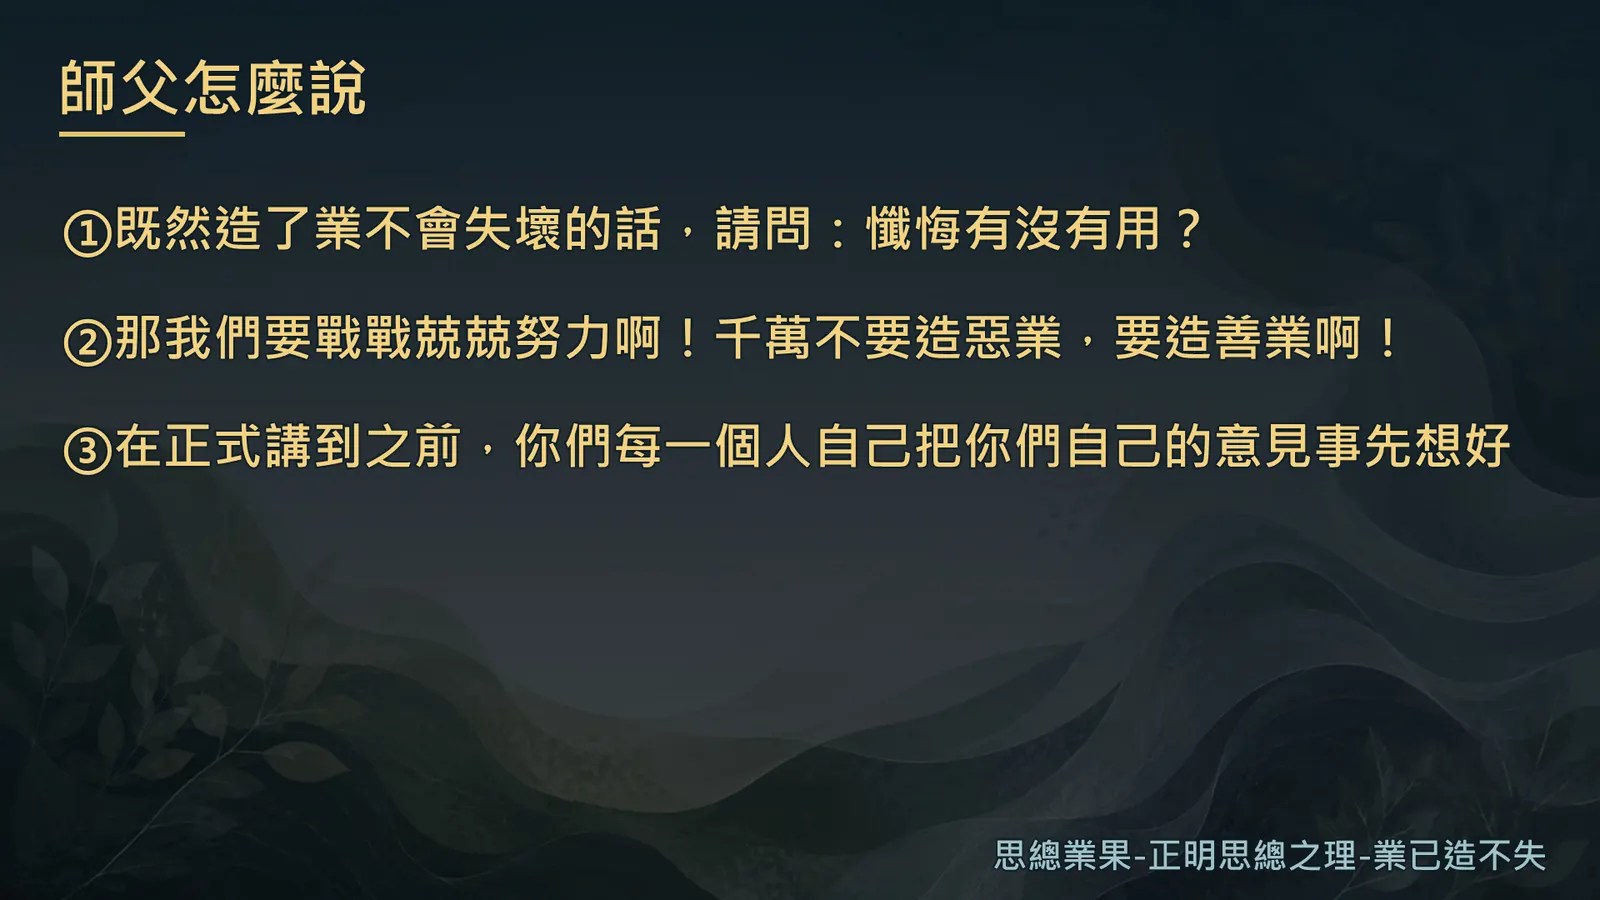 師父怎麼說
①既然造了業不會失壞的話，請問：懺悔有沒有用？
②那我們要戰戰兢兢努力啊！千萬不要造惡業，要造善業啊！
③在正式講到之前，你們每一個人自己把你們自己的意見事先想好
思總業果-正明思總之理-業已造不失